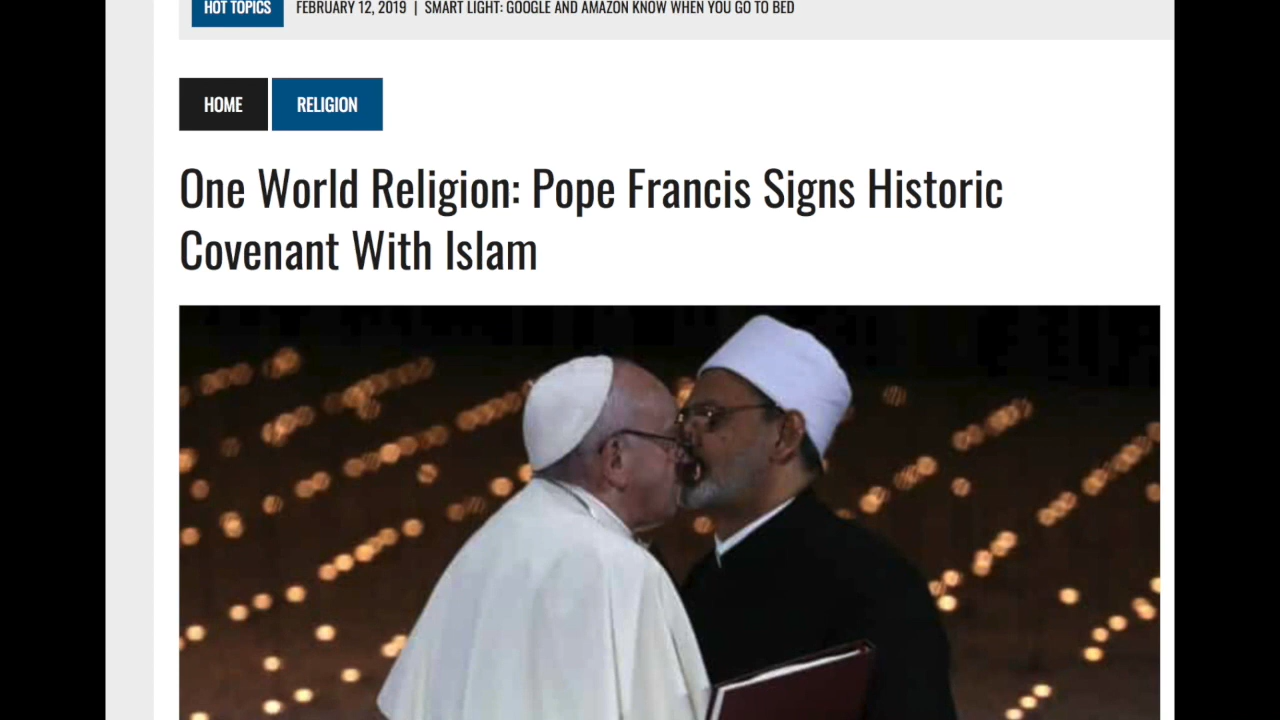 HOT TOPICS FEBRUARY 12, 2019 | SMART LIGHT: GOOGLE AND AMAZON KNOW WHEN YOU GO TO BED
HOME RELIGION
One World Religion: Pope Francis Signs Historic
Covenant With Islam